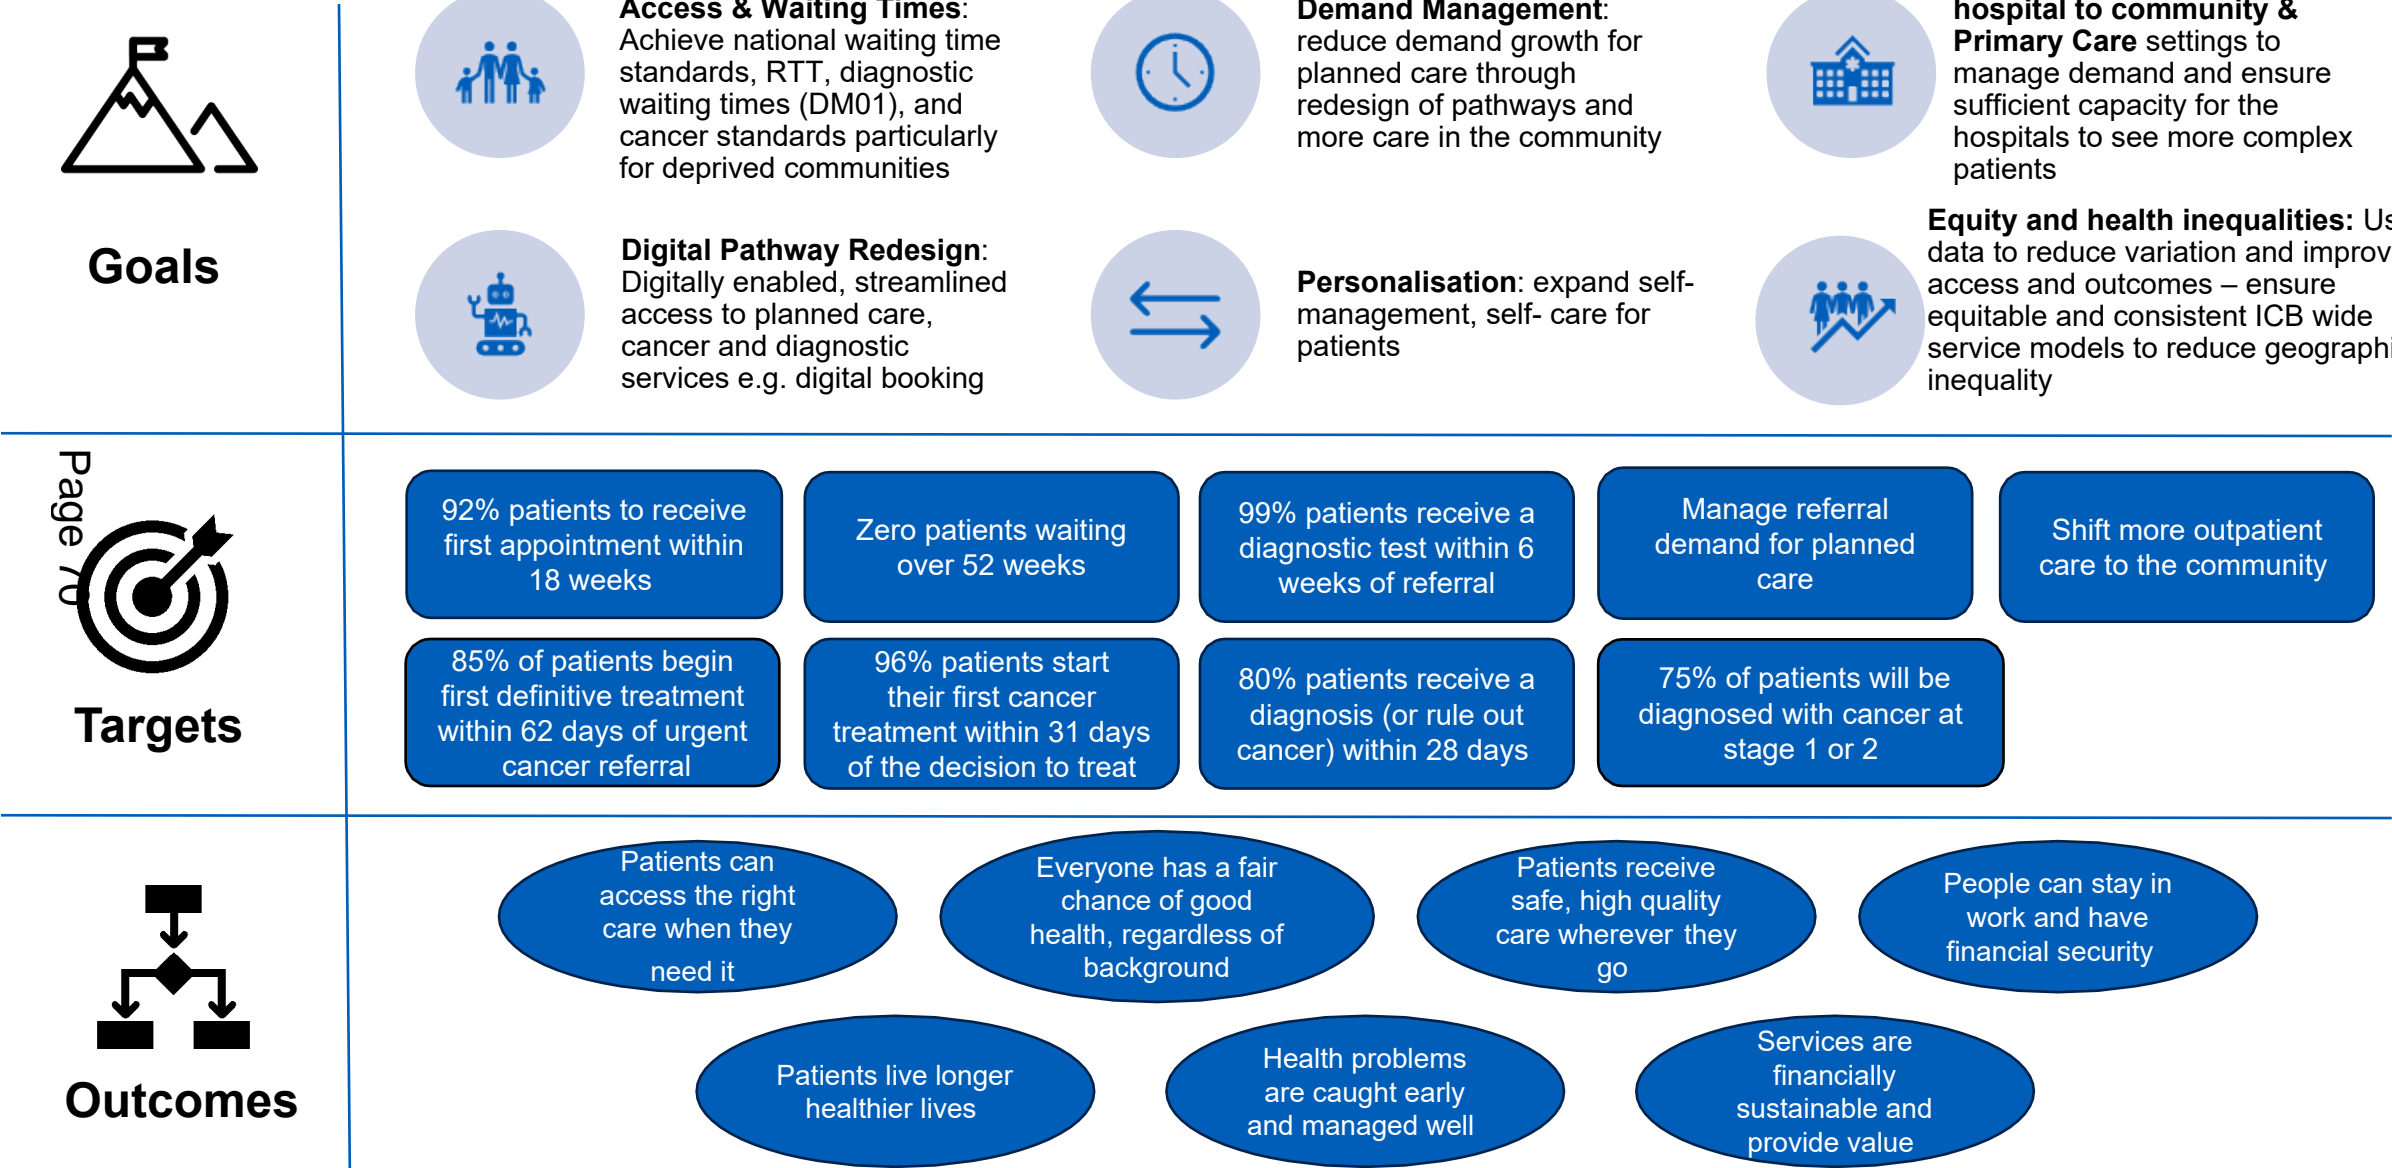 Goals
Access & Waiting Times:
Achieve national waiting time
standards, RTT, diagnostic
waiting times (DM01), and
cancer standards particularly
for deprived communities
Demand Management:
reduce demand growth for
planned care through
redesign of pathways and
more care in the community
hospital to community &
Primary Care settings to
manage demand and ensure
sufficient capacity for the
hospitals to see more complex
patients
Digital Pathway Redesign:
Digitally enabled, streamlined
access to planned care,
cancer and diagnostic
services e.g. digital booking
Personalisation: expand self-
management, self- care for
patients
Equity and health inequalities:
data to reduce variation and
access and outcomes – ensure
equitable and consistent ICB wide
service models to reduce
inequality
Page 70
Targets
92% patients to receive
first appointment within
18 weeks
Zero patients waiting
over 52 weeks
99% patients receive a
diagnostic test within 6
weeks of referral
Manage referral
demand for planned
care
Shift more outpatient
care to the community
85% of patients begin
first definitive treatment
within 62 days of urgent
cancer referral
96% patients start
their first cancer
treatment within 31 days
of the decision to treat
80% patients receive a
diagnosis (or rule out
cancer) within 28 days
75% of patients will be
diagnosed with cancer at
stage 1 or 2
Outcomes
Patients can
access the right
care when they
need it
Everyone has a fair
chance of good
health, regardless of
background
Patients receive
safe, high quality
care wherever they
go
People can stay in
work and have
financial security
Patients live longer
healthier lives
Health problems
are caught early
and managed well
Services are
financially
sustainable and
provide value